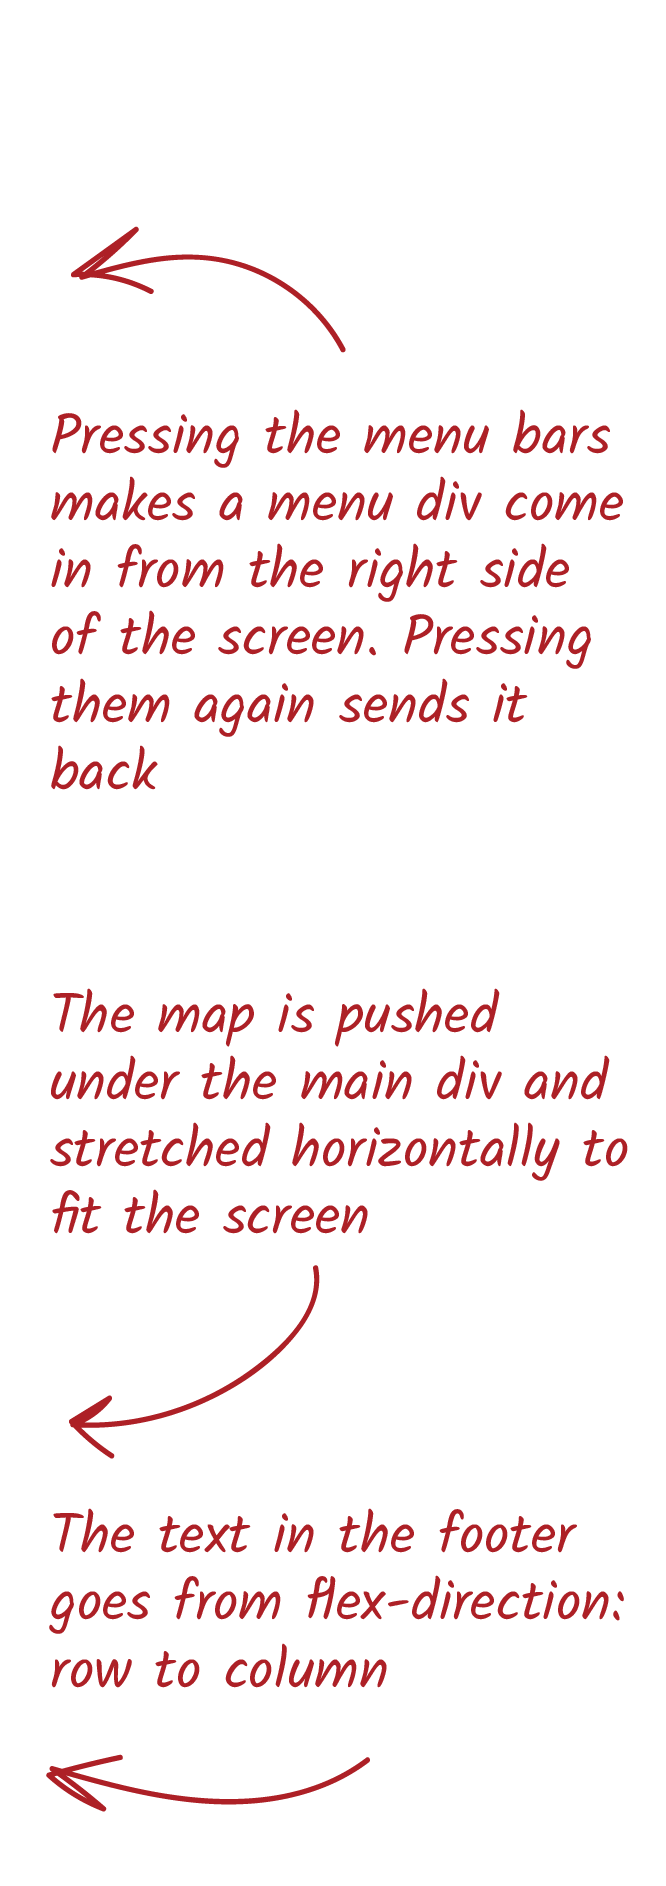 Pressing the menu bars
makes a menu div come
in from the right side
of the screen. Pressing
them again sends it
back
The map is pushed
under the main div and
stretched horizontally to
fit the screen
The text in the footer
goes from flex-direction:
row to column